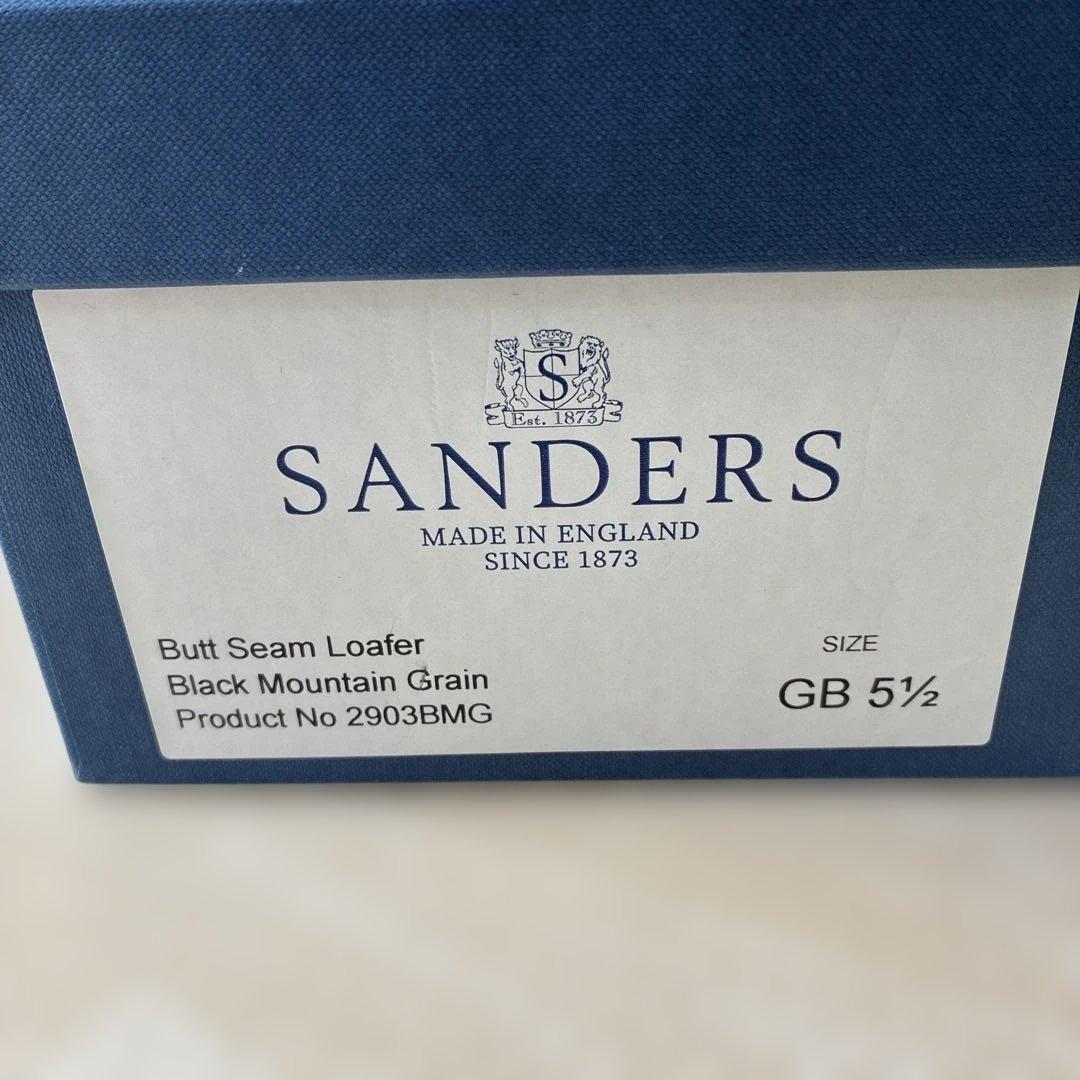 S
Est. 1873
SANDERS
MADE IN ENGLAND
SINCE 1873
Butt Seam Loafer
Black Mountain Grain
Product No 2903BMG
SIZE
GB 5½